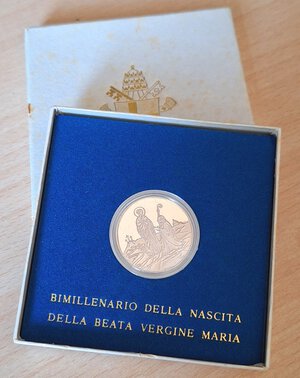 BIMILLENARIO DELLA NASCITA
DELLA BEATA VERGINE MARIA